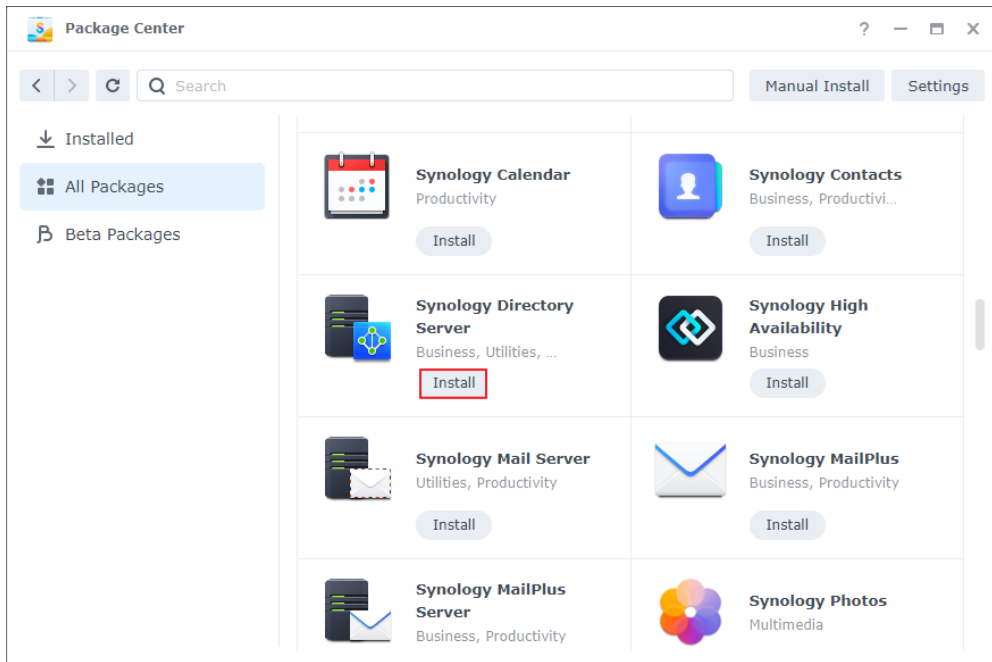 Package Center
Search
Manual Install
Settings
Installed
All Packages
Beta Packages
Synology Calendar
Productivity
Install
Synology Contacts
Business, Productivi...
Install
Synology Directory
Server
Business, Utilities, ...
Install
Synology High
Availability
Business
Install
Synology Mail Server
Utilities, Productivity
Install
Synology MailPlus
Business, Productivity
Install
Synology MailPlus
Server
Business, Productivity
Synology Photos
Multimedia